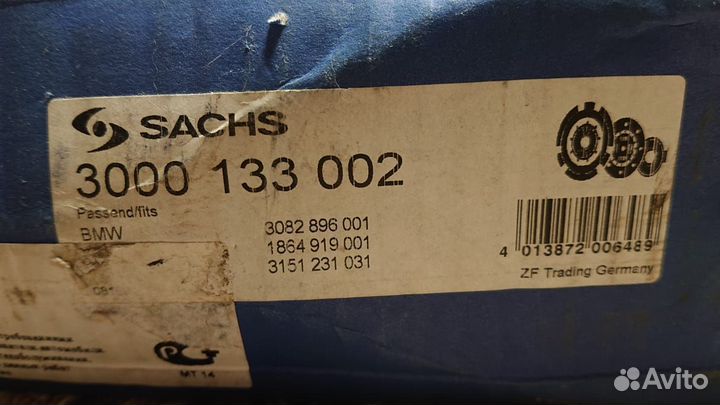 SACHS
3000 133 002
Passend/fits
BMW
3082 896 001
1864 919 001
3151 231 031
4 013872 006489
ZF Trading Germany
МТ 14
Avito